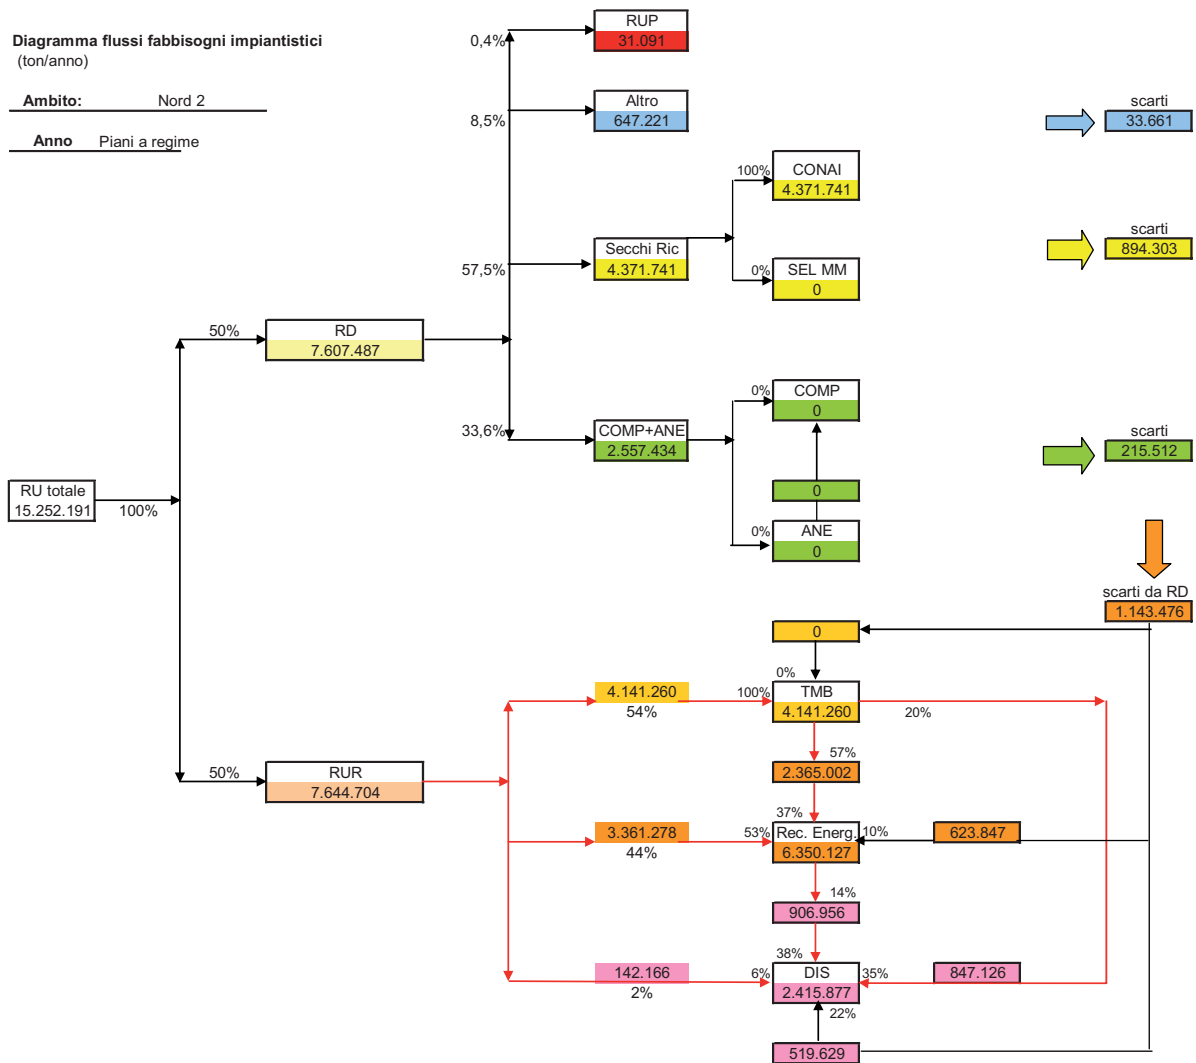 Diagramma flussi fabbisogni impiantistici
(ton/anno)
Ambito: Nord 2
Anno Piani a regime
0,4%
RUP
31.091
8,5%
Altro
647.221
scarti
33.661
57,5%
Secchi Ric
4.371.741
100%
CONAI
4.371.741
0%
SEL MM
0
scarti
894.303
50%
RD
7.607.487
33,6%
COMP+ANE
2.557.434
0%
COMP
0
0
0%
ANE
0
scarti
215.512
RU totale
15.252.191
100%
scarti da RD
1.143.476
0
0%
4.141.260
54%
100%
TMB
4.141.260
20%
57%
2.365.002
50%
RUR
7.644.704
37%
3.361.278
44%
53%
Rec. Energ.
6.350.127
10%
623.847
14%
906.956
38%
142.166
2%
6%
DIS
2.415.877
35%
847.126
22%
519.629